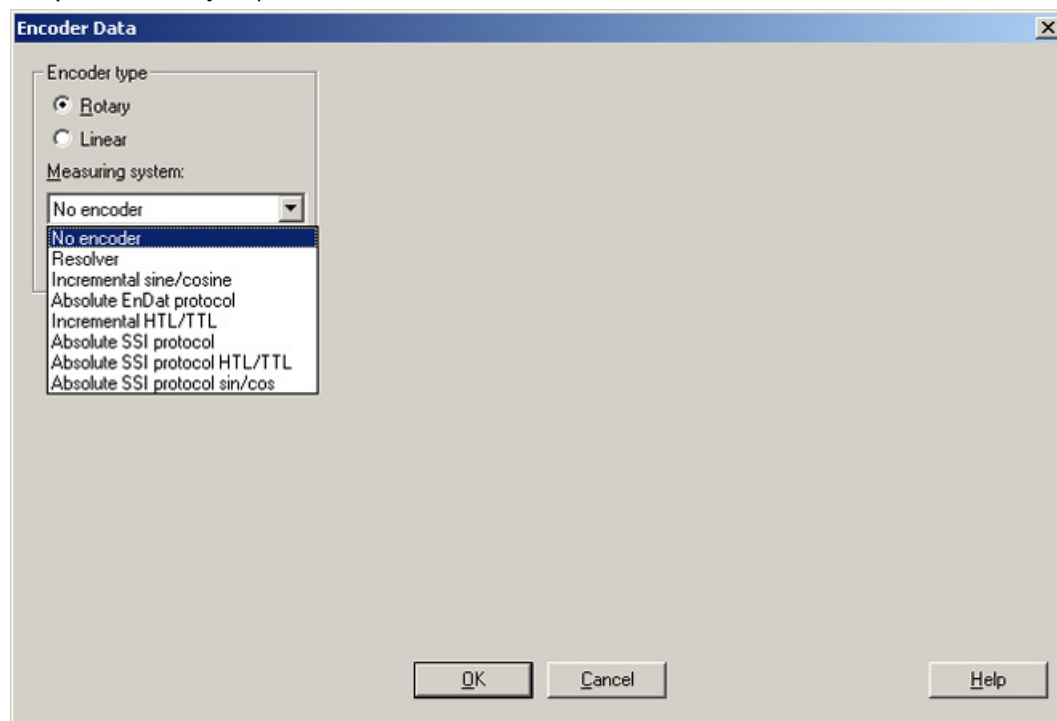 Encoder Data
Encoder type
Rotary
Linear
Measuring system:
No encoder
No encoder
Resolver
Incremental sine/cosine
Absolute EnDat protocol
Incremental HTL/TTL
Absolute SSI protocol
Absolute SSI protocol HTL/TTL
Absolute SSI protocol sin/cos
OK
Cancel
Help